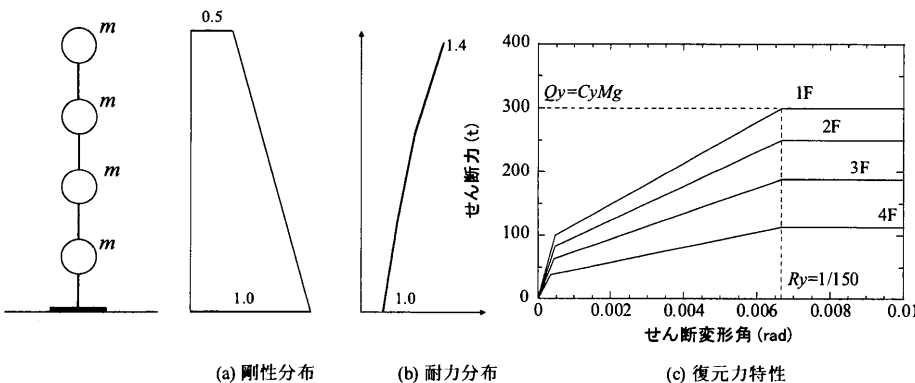 m
m
m
m
0.5
1.0
(a) 剛性分布
1.4
1.0
(b) 耐力分布
400
300
200
100
0
せん断力 (t)
Qy=CyMg
1F
2F
3F
4F
Ry=1/150
0
0.002
0.004
0.006
0.008
0.01
せん断変形角 (rad)
(c) 復元力特性